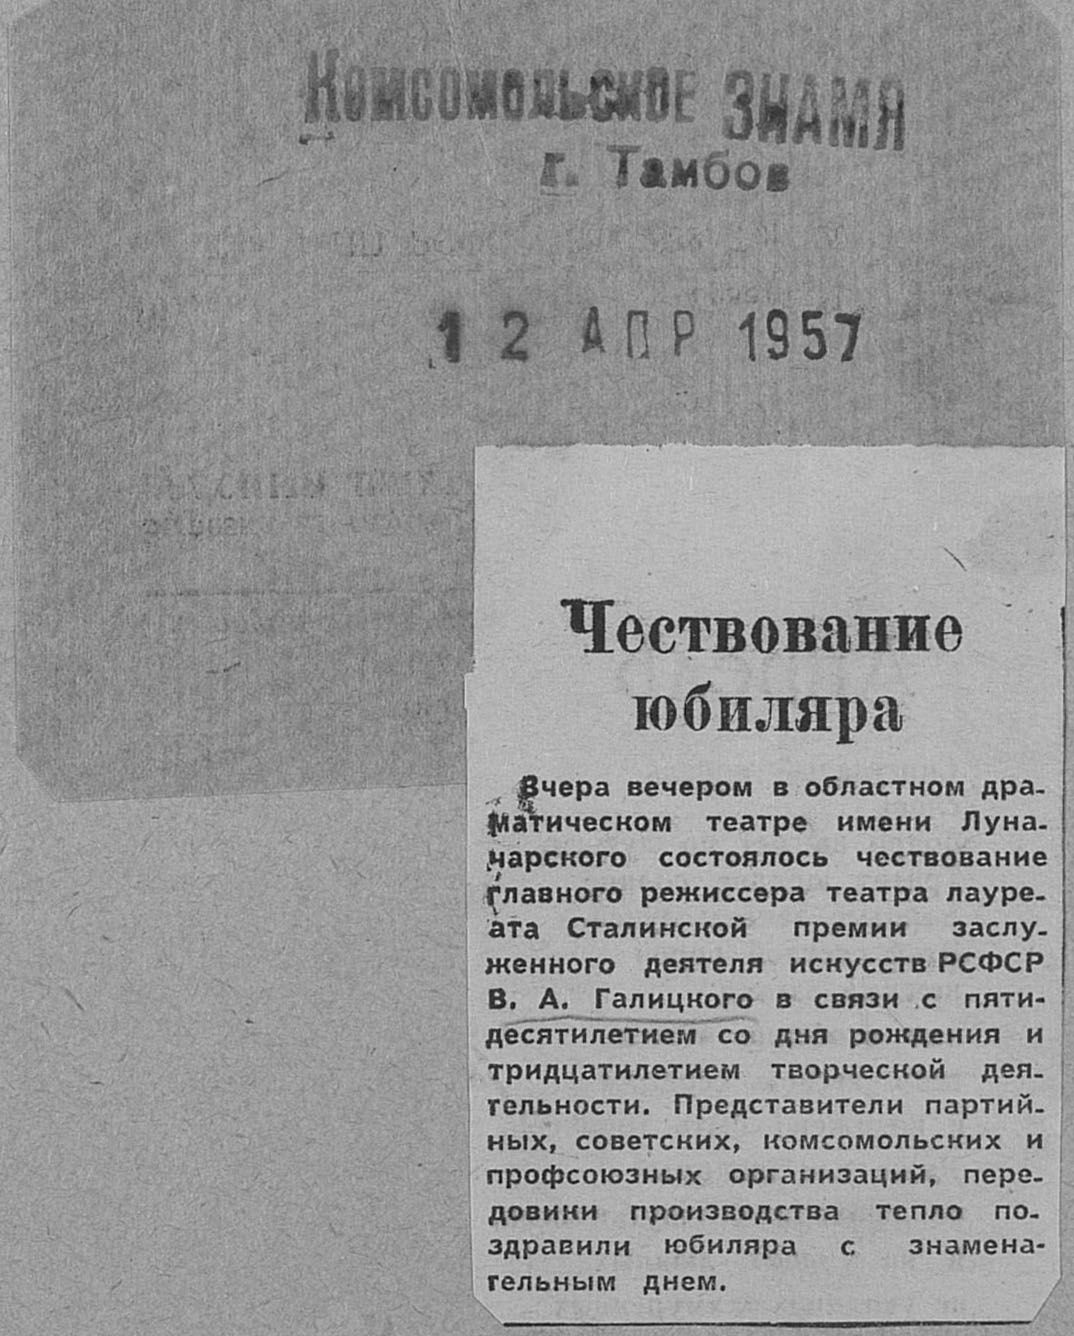 Комсомольское ЗНАМЯ
г. Тамбов
12 АПР 1957
Чествование
юбиляра
Вчера вечером в областном дра-
матическом театре имени Луна-
чарского состоялось чествование
главного режиссера театра лауре-
ата Сталинской премии заслу-
женного деятеля искусств РСФСР
В. А. Галицкого в связи с пяти-
десятилетием со дня рождения и
тридцатилетием творческой дея-
тельности. Представители партий-
ных, советских, комсомольских и
профсоюзных организаций, пере-
довики производства тепло по-
здравили юбиляра с знамена-
тельным днем.